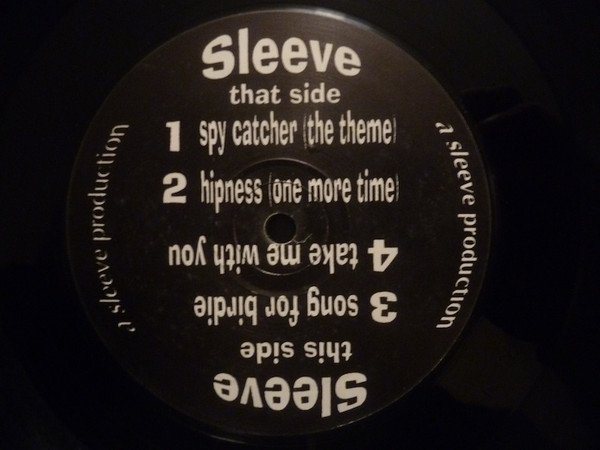 Sleeve
that side
1 spy catcher (the theme)
2 hipness (one more time)
Sleeve
this side
3 song for birdie
4 take me with you
a sleeve production
a sleeve production